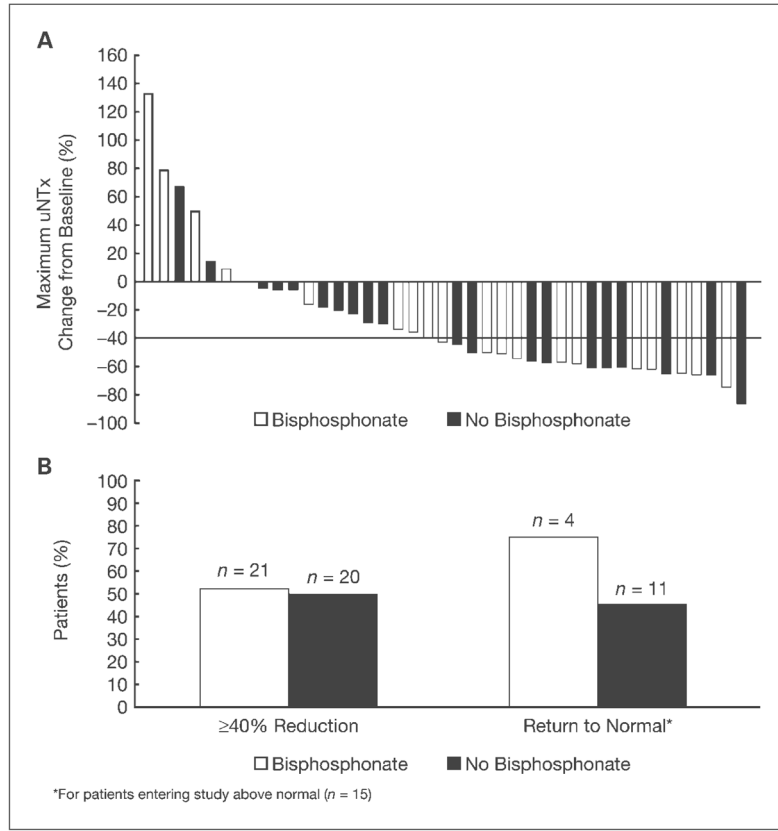 A
Maximum uNTx
Change from Baseline (%)
160
140
120
100
80
60
40
20
0
−20
−40
−60
−80
−100
Bisphosphonate
No Bisphosphonate
B
Patients (%)
100
90
80
70
60
50
40
30
20
10
0
n = 21
n = 20
n = 4
n = 11
≥40% Reduction
Return to Normal*
Bisphosphonate
No Bisphosphonate
*For patients entering study above normal (n = 15)